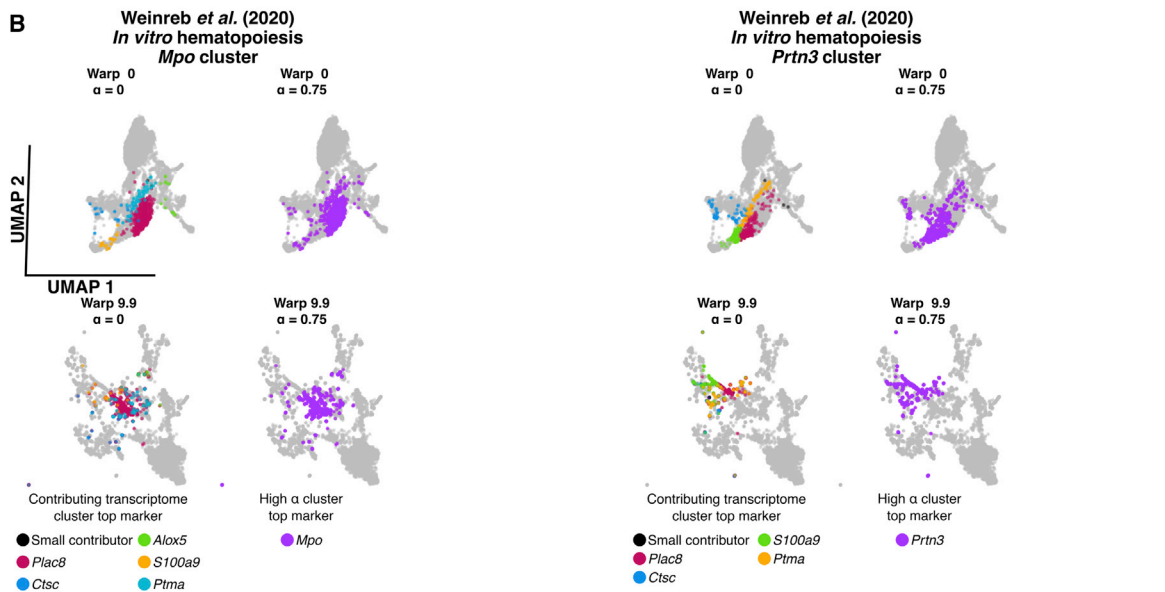 B
Weinreb et al. (2020)
In vitro hematopoiesis
Mpo cluster
Warp 0
α = 0
Warp 0
α = 0.75
UMAP 2
UMAP 1
Warp 9.9
α = 0
Warp 9.9
α = 0.75
Contributing transcriptome
cluster top marker
High α cluster
top marker
Small contributor
Alox5
Mpo
Plac8
S100a9
Ctsc
Ptma
Weinreb et al. (2020)
In vitro hematopoiesis
Prtn3 cluster
Warp 0
α = 0
Warp 0
α = 0.75
Warp 9.9
α = 0
Warp 9.9
α = 0.75
Contributing transcriptome
cluster top marker
High α cluster
top marker
Small contributor
S100a9
Prtn3
Plac8
Ptma
Ctsc